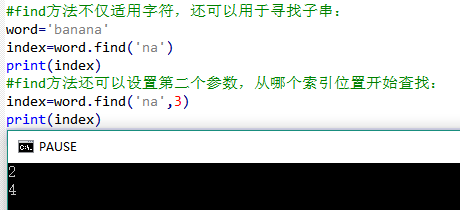 #find方法不仅适用字符，还可以用于寻找子串：
word='banana'
index=word.find('na')
print(index)
#find方法还可以设置第二个参数，从哪个索引位置开始查找：
index=word.find('na',3)
print(index)
C:\. PAUSE
2
4